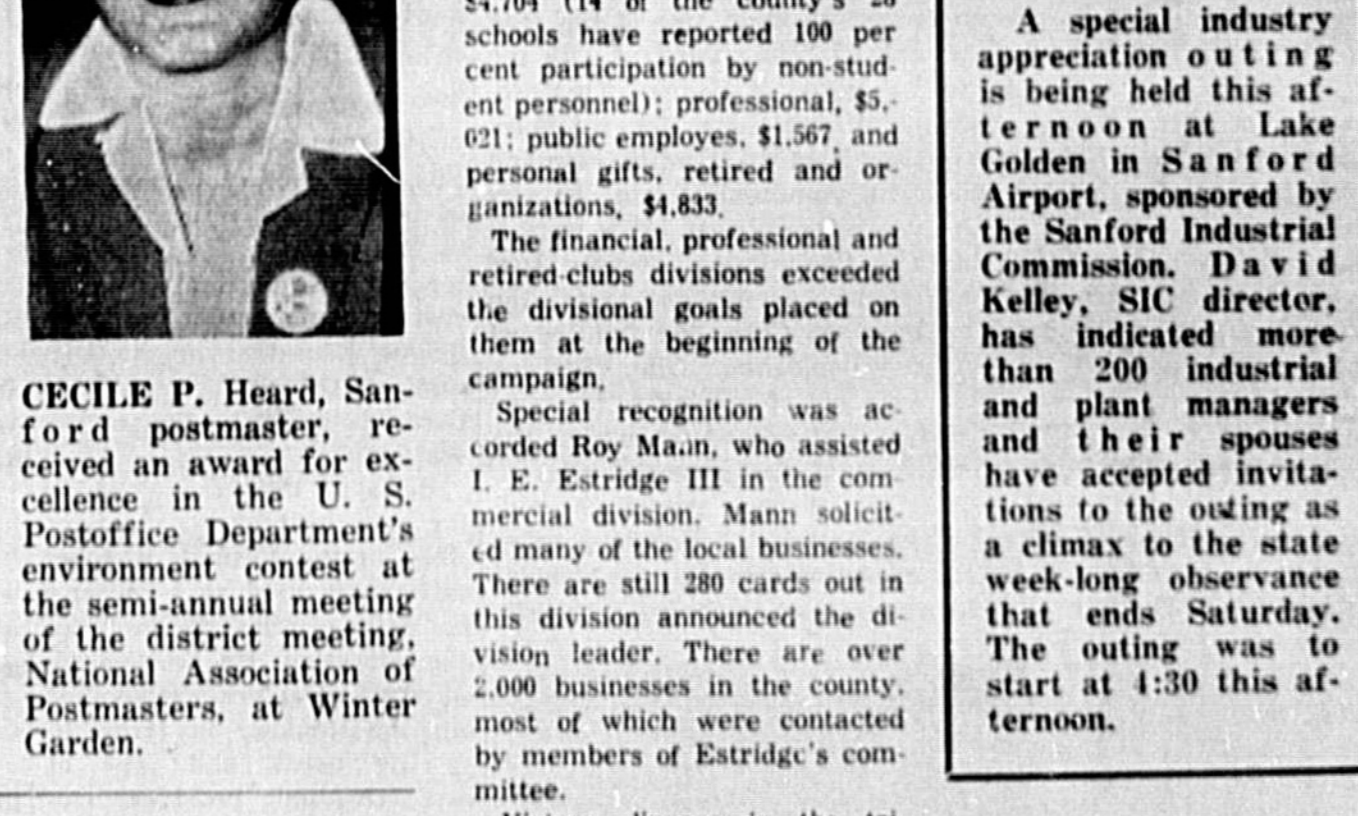 CECILE P. Heard, San-
ford postmaster, re-
ceived an award for ex-
cellence in the U. S.
Postoffice Department's
environment contest at
the semi-annual meeting
of the district meeting,
National Association of
Postmasters, at Winter
Garden.
$4,704 (14 of the county's 20
schools have reported 100 per
cent participation by non-stud-
ent personnel); professional, $5,-
021; public employes, $1,567, and
personal gifts, retired and or-
ganizations, $4,833.
The financial, professional and
retired-clubs divisions exceeded
the divisional goals placed on
them at the beginning of the
campaign.
Special recognition was ac-
corded Roy Mann, who assisted
I. E. Estridge III in the com-
mercial division. Mann solicit-
ed many of the local businesses.
There are still 280 cards out in
this division announced the di-
vision leader. There are over
2,000 businesses in the county,
most of which were contacted
by members of Estridge's com-
mittee.
A special industry
appreciation outing
is being held this af-
ternoon at Lake
Golden in Sanford
Airport, sponsored by
the Sanford Industrial
Commission. David
Kelley, SIC director,
has indicated more
than 200 industrial
and plant managers
and their spouses
have accepted invita-
tions to the outing as
a climax to the state
week-long observance
that ends Saturday.
The outing was to
start at 4:30 this af-
ternoon.